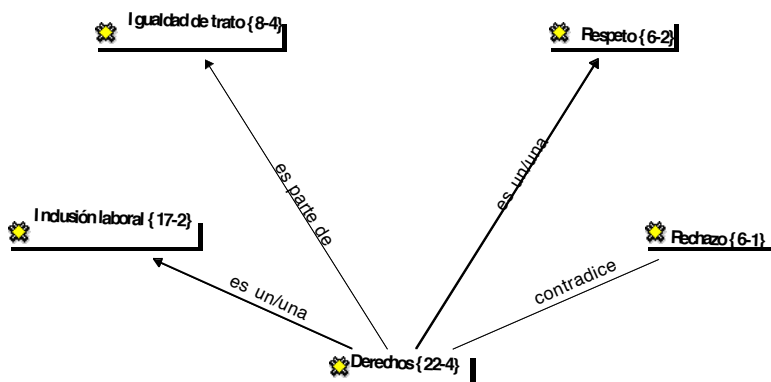 Igualdad de trato {8-4}
Respeto {6-2}
es parte de
es un/una
Inclusión laboral {17-2}
Rechazo {6-1}
es un/una
contradice
Derechos {22-4}